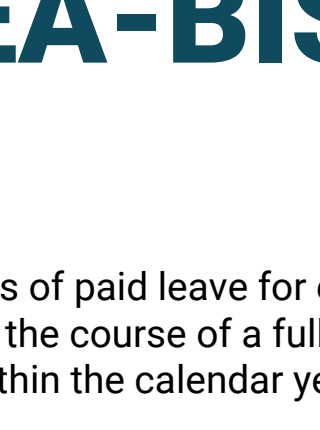 EA-BIS
s of paid leave for
the course of a full
thin the calendar ye